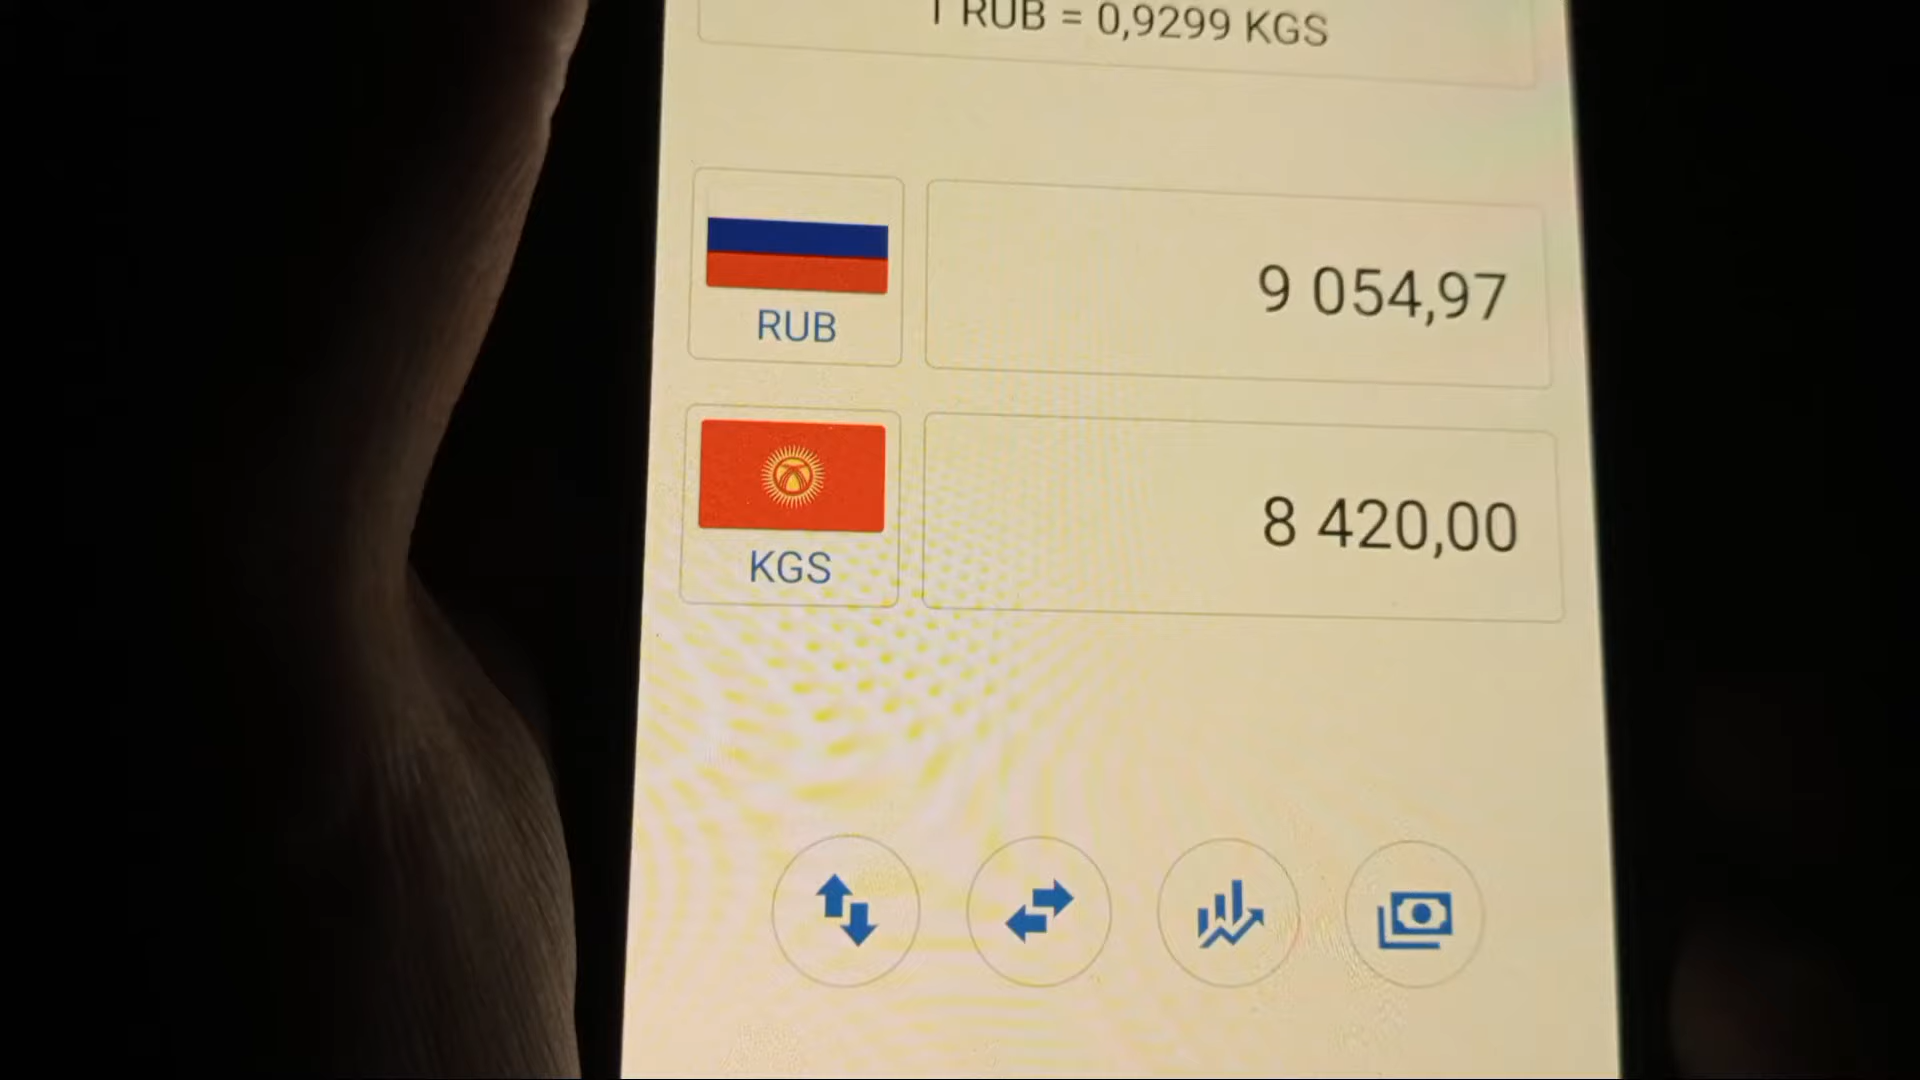 1 RUB = 0,9299 KGS
RUB
9 054,97
KGS
8 420,00